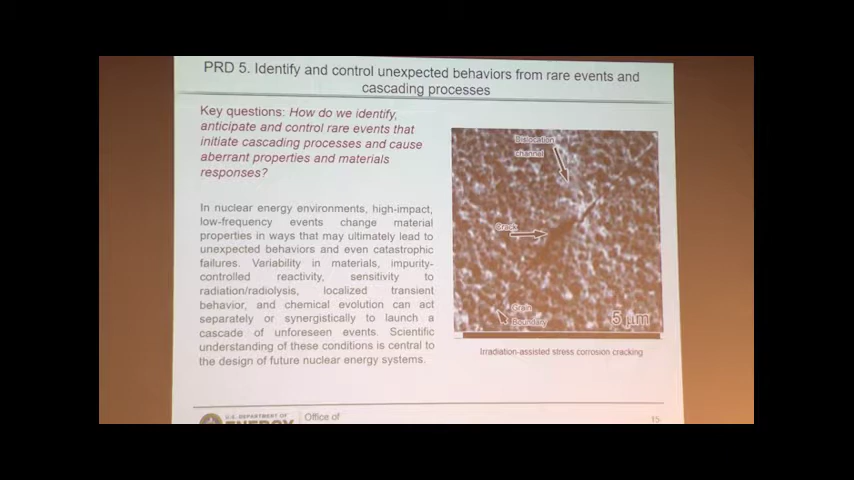 PRD 5. Identify and control unexpected behaviors from rare events and
cascading processes
Key questions: How do we identify,
anticipate and control rare events that
initiate cascading processes and cause
aberrant properties and materials
responses?
In nuclear energy environments, high-impact,
low-frequency events change material
properties in ways that may ultimately lead to
unexpected behaviors and even catastrophic
failures. Variability in materials, impurity-
controlled reactivity, sensitivity to
radiation/radiolysis, localized transient
behavior, and chemical evolution can act
separately or synergistically to launch a
cascade of unforeseen events. Scientific
understanding of these conditions is central to
the design of future nuclear energy systems.
Dislocation
channel
Crack
Grain
Boundary
5 µm
Irradiation-assisted stress corrosion cracking
U.S. DEPARTMENT OF
ENERGY
Office of
15